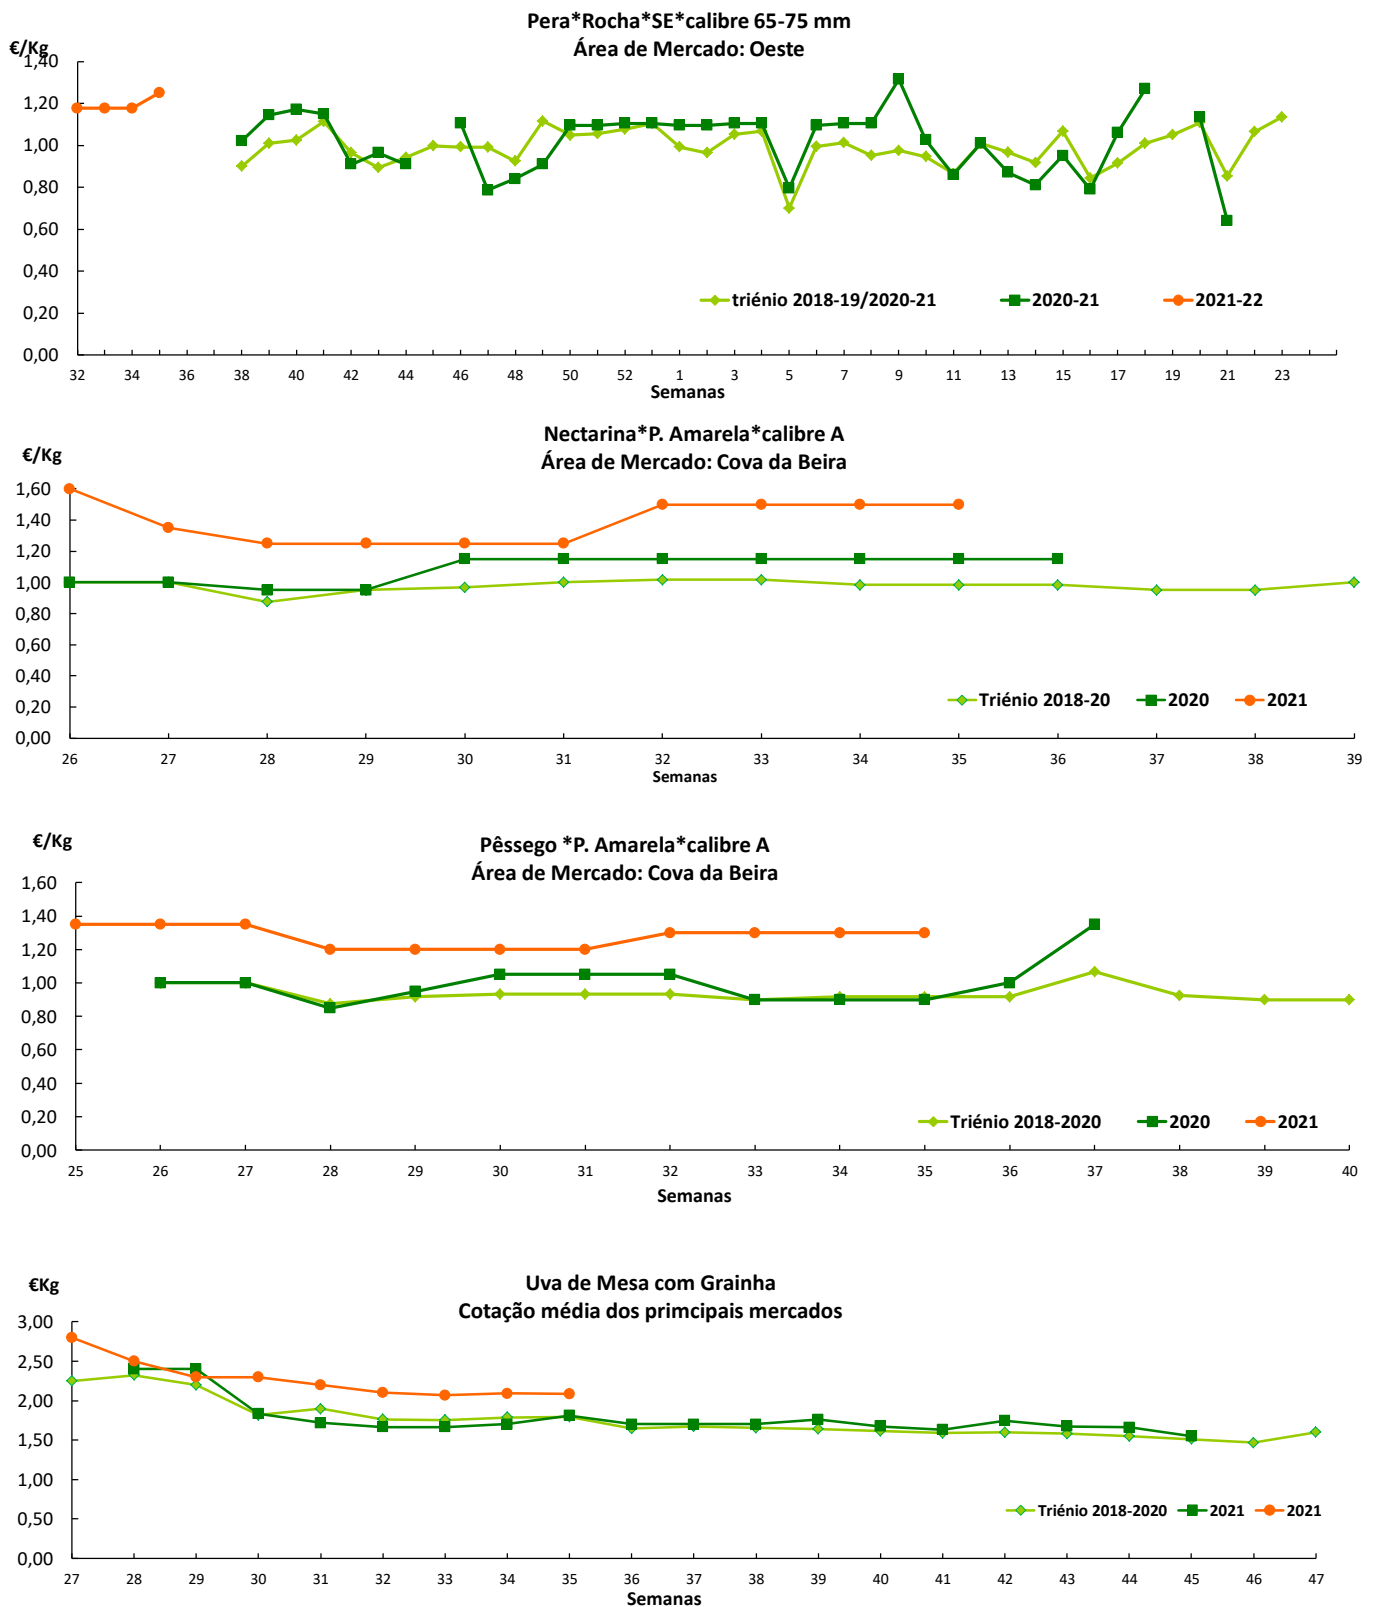 Pera*Rocha*SE*calibre 65-75 mm
Área de Mercado: Oeste
€/Kg
1,40
1,20
1,00
0,80
0,60
0,40
0,20
0,00
triénio 2018-19/2020-21 2020-21 2021-22
32 34 36 38 40 42 44 46 48 50 52 1 3 5 7 9 11 13 15 17 19 21 23
Semanas
Nectarina*P. Amarela*calibre A
Área de Mercado: Cova da Beira
€/Kg
1,60
1,40
1,20
1,00
0,80
0,60
0,40
0,20
0,00
Triénio 2018-20 2020 2021
26 27 28 29 30 31 32 33 34 35 36 37 38 39
Semanas
Pêssego *P. Amarela*calibre A
Área de Mercado: Cova da Beira
€/Kg
1,60
1,40
1,20
1,00
0,80
0,60
0,40
0,20
0,00
Triénio 2018-2020 2020 2021
25 26 27 28 29 30 31 32 33 34 35 36 37 38 39 40
Semanas
Uva de Mesa com Grainha
Cotação média dos primcipais mercados
€Kg
3,00
2,50
2,00
1,50
1,00
0,50
0,00
Triénio 2018-2020 2021 2021
27 28 29 30 31 32 33 34 35 36 37 38 39 40 41 42 43 44 45 46 47
Semanas